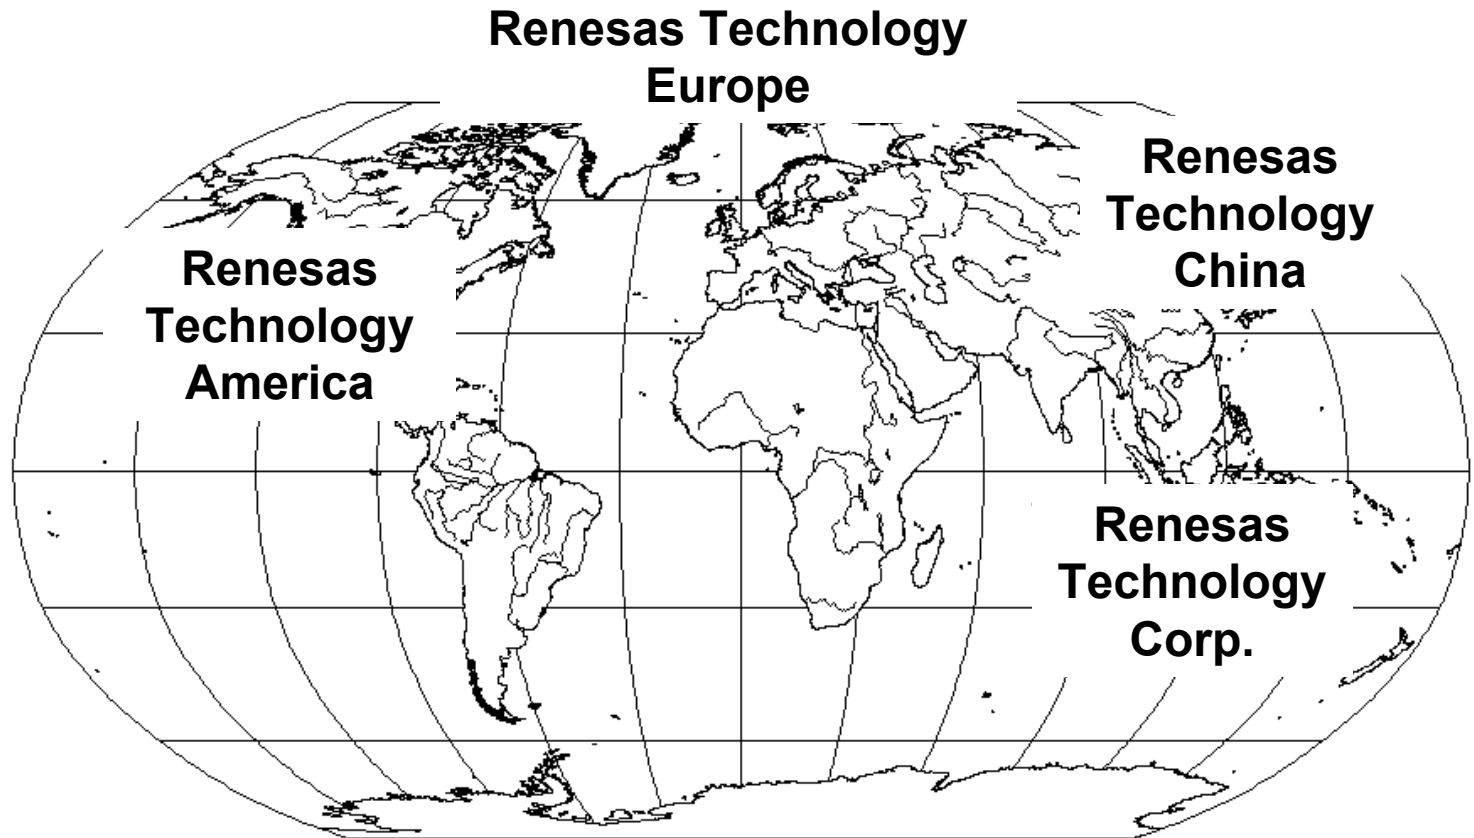 Renesas Technology
Europe
Renesas
Technology
China
Renesas
Technology
America
Renesas
Technology
Corp.